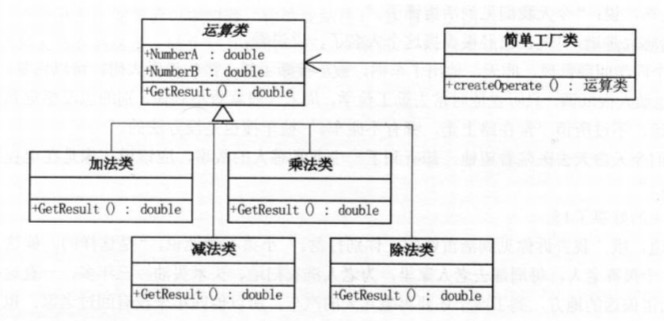 运算类
+NumberA : double
+NumberB : double
+GetResult () : double
简单工厂类
+createOperate () : 运算类
加法类
+GetResult () : double
乘法类
+GetResult () : double
减法类
+GetResult () : double
除法类
+GetResult () : double